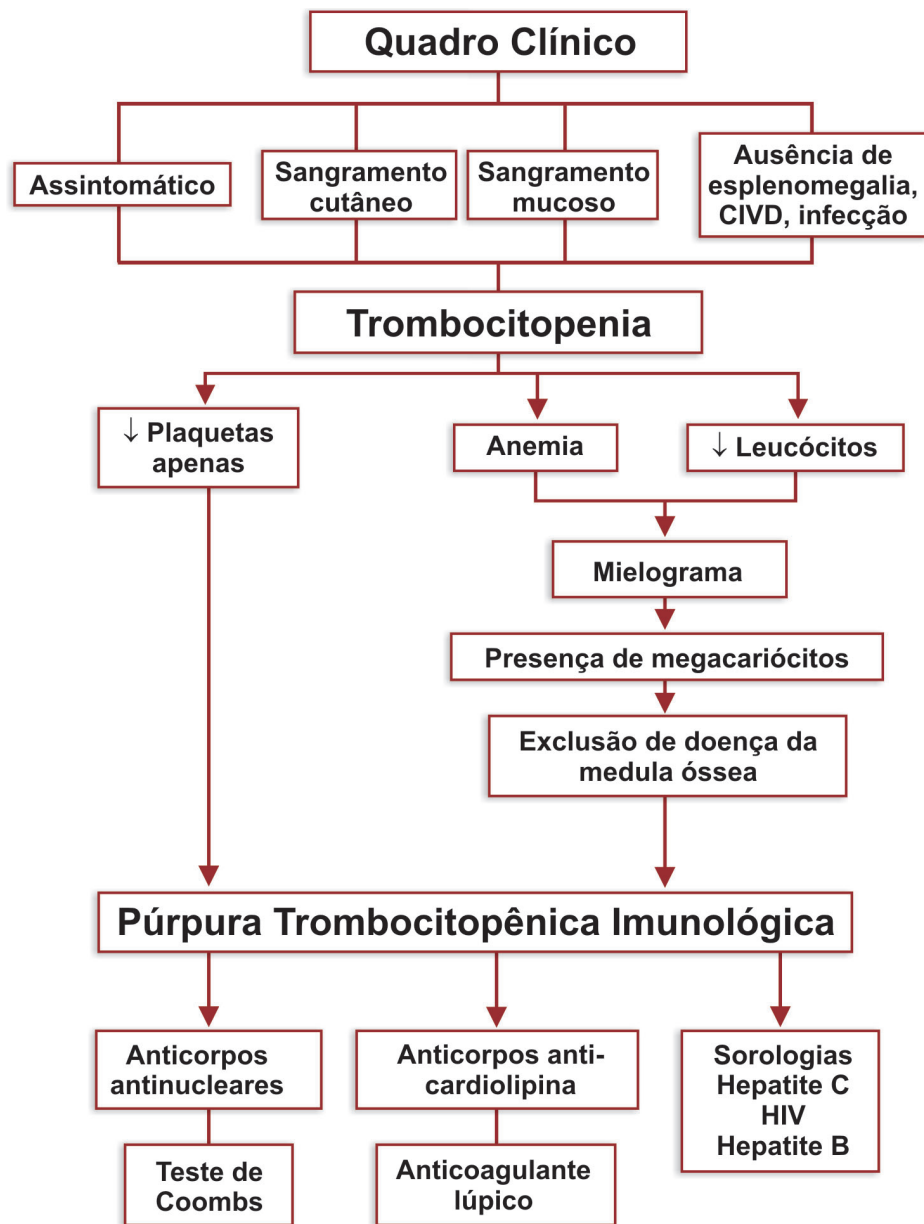 Quadro Clínico
Assintomático
Sangramento
cutâneo
Sangramento
mucoso
Ausência de
esplenomegalia,
CIVD, infecção
Trombocitopenia
↓ Plaquetas
apenas
Anemia
↓ Leucócitos
Mielograma
Presença de megacariócitos
Exclusão de doença da
medula óssea
Púrpura Trombocitopênica Imunológica
Anticorpos
antinucleares
Anticorpos anti-
cardiolipina
Sorologias
Hepatite C
HIV
Hepatite B
Teste de
Coombs
Anticoagulante
lúpico